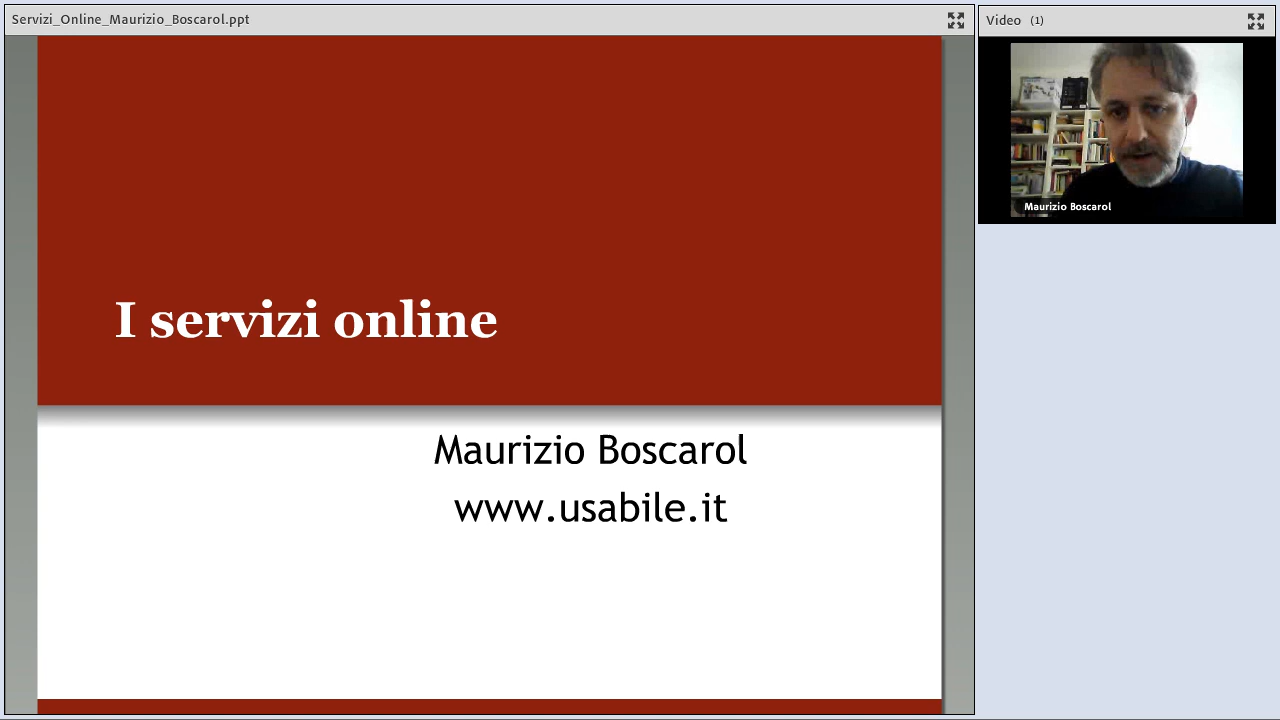 Servizi_Online_Maurizio_Boscarol.ppt
Video (1)
Maurizio Boscarol
I servizi online
Maurizio Boscarol
www.usabile.it